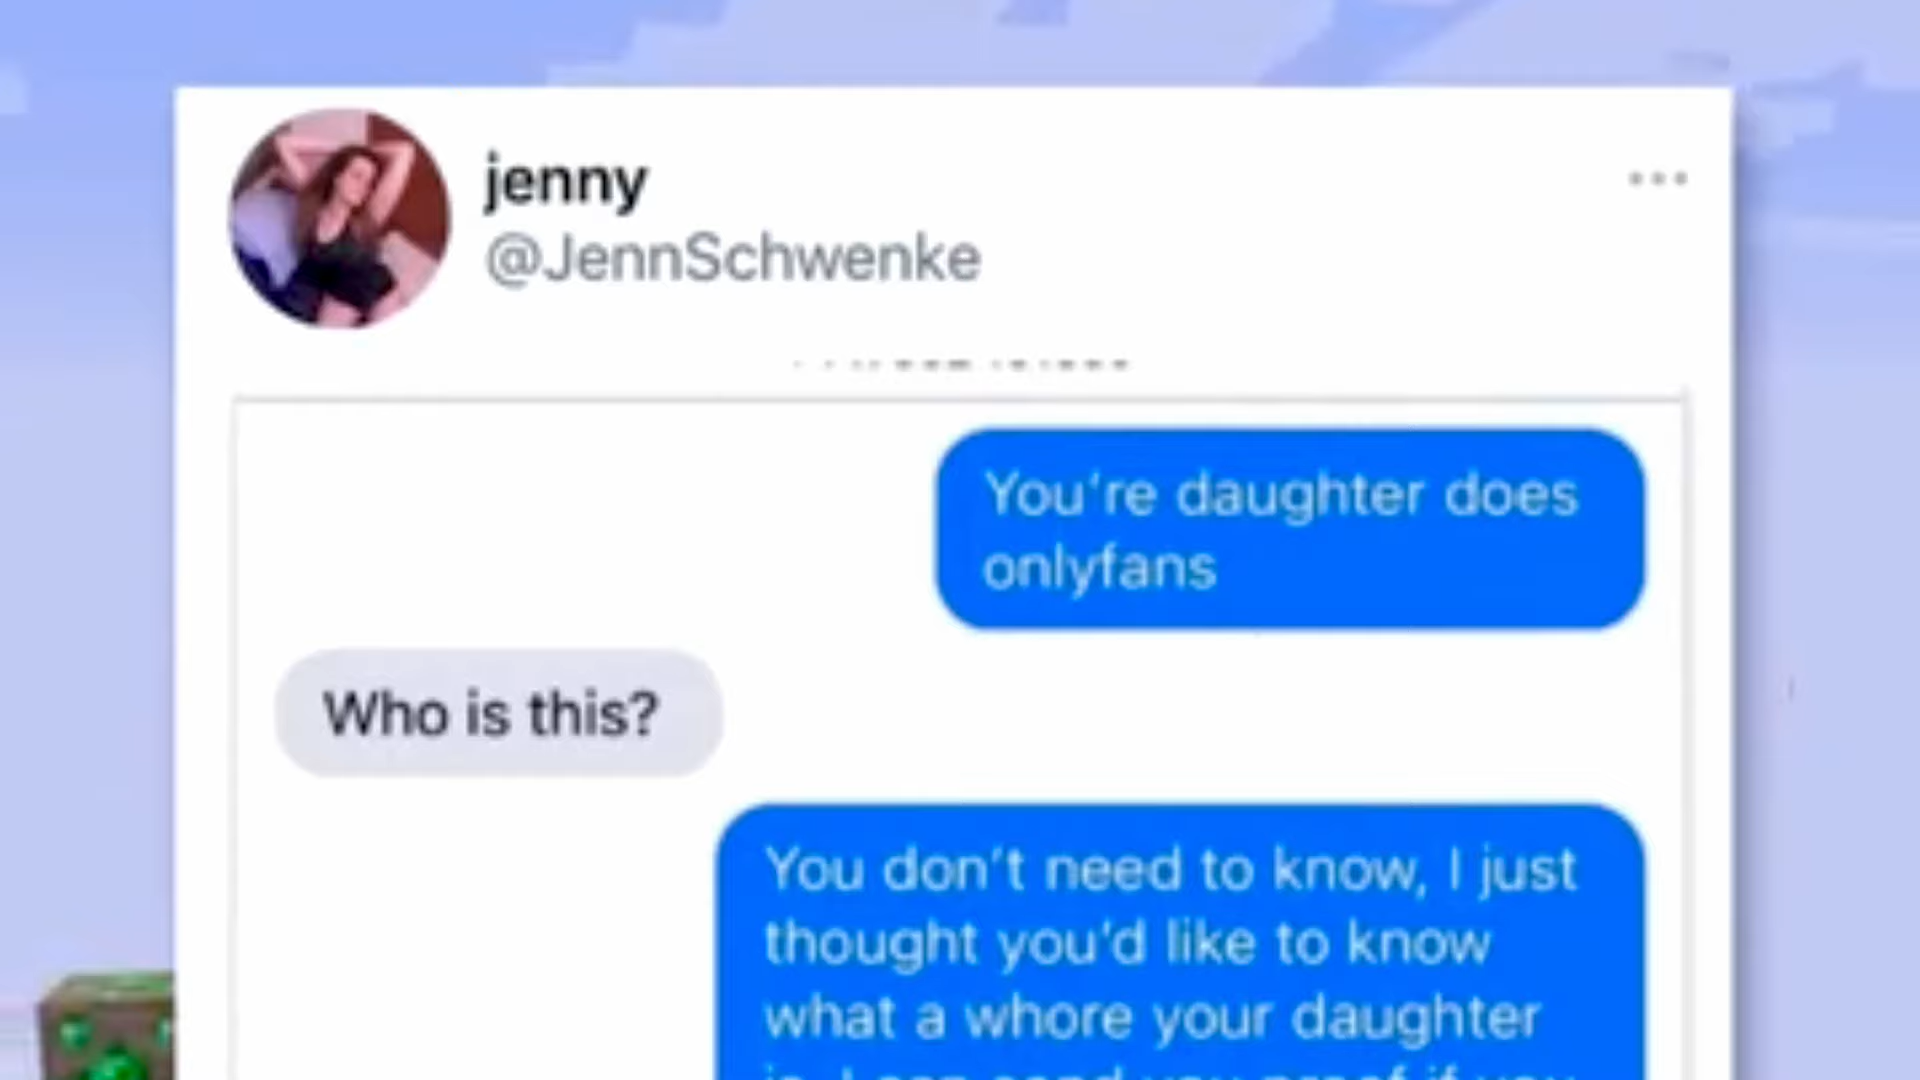 jenny
@JennSchwenke
You're daughter does
onlyfans
Who is this?
You don't need to know, I just
thought you'd like to know
what a whore your daughter